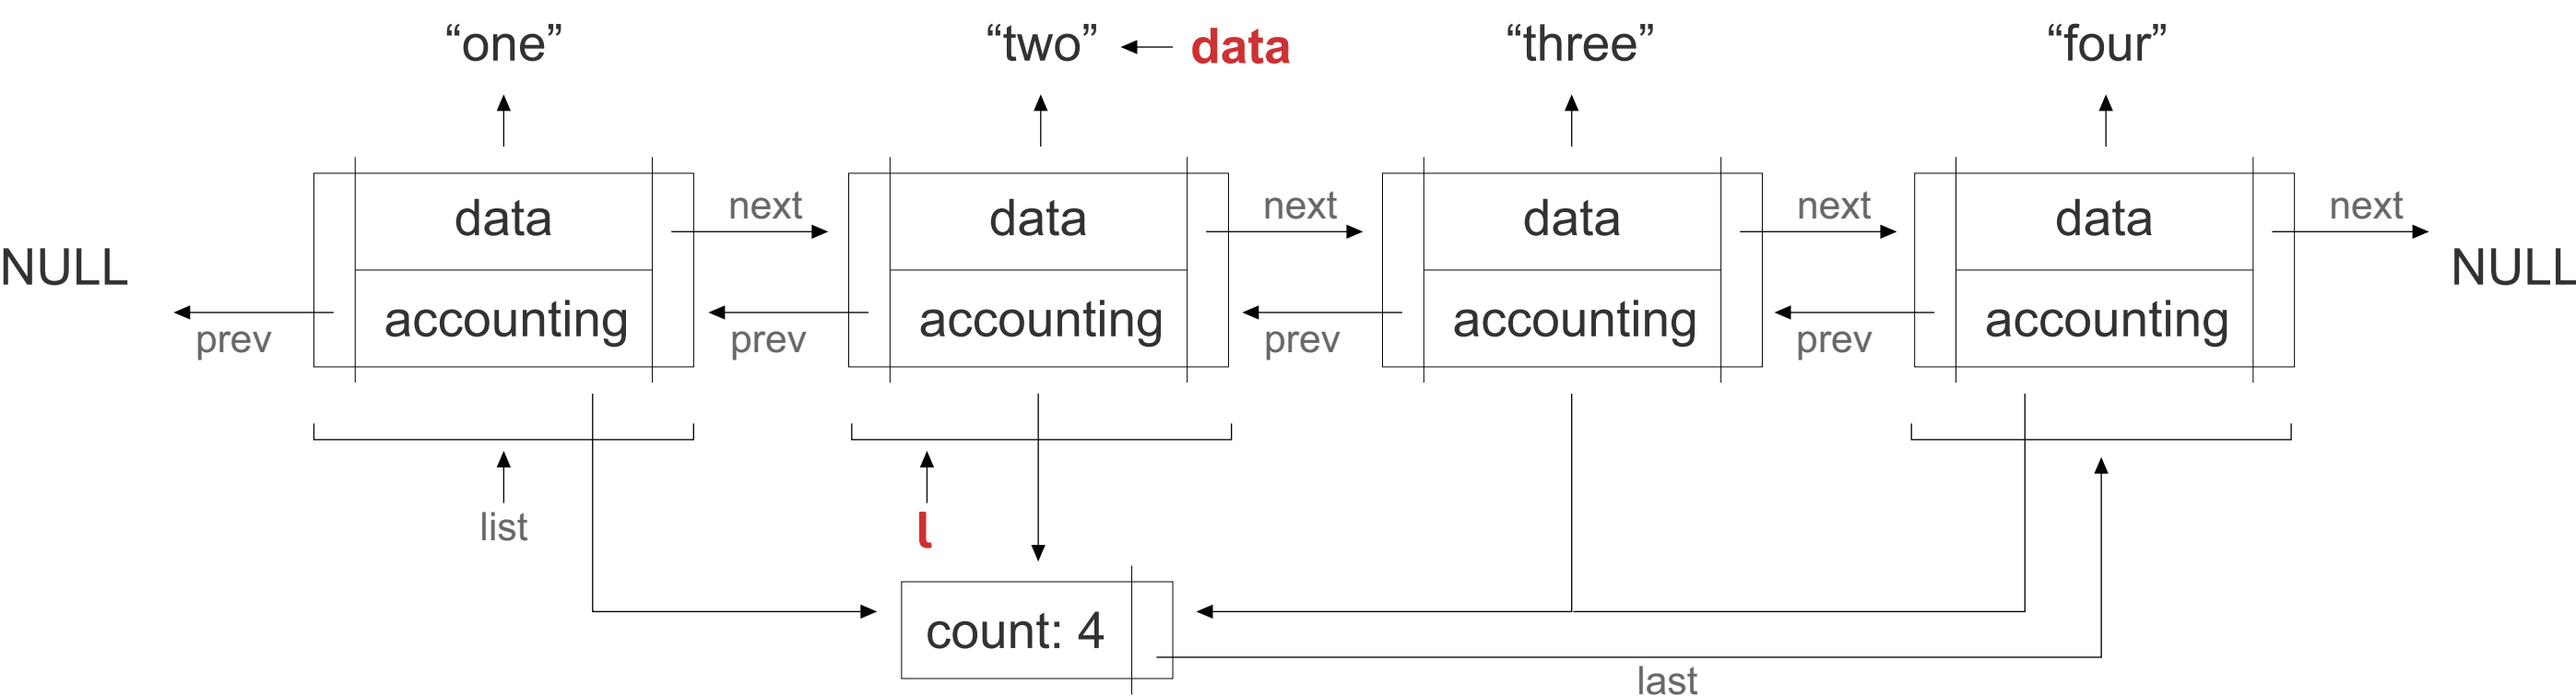 “one”
“two”
data
“three”
“four”
data
next
data
next
data
next
data
next
NULL
NULL
accounting
accounting
accounting
accounting
prev
prev
prev
prev
list
l
count: 4
last